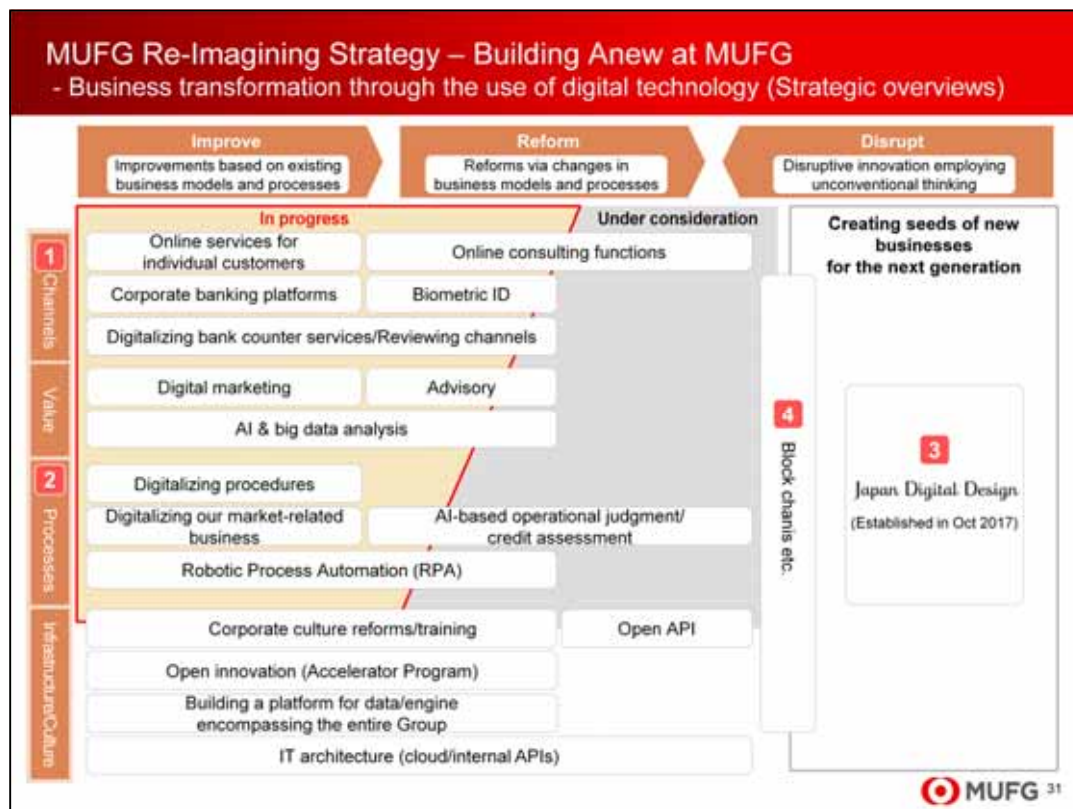 MUFG Re-Imagining Strategy – Building Anew at MUFG
- Business transformation through the use of digital technology (Strategic overviews)
Improve
Improvements based on existing
business models and processes
Reform
Reforms via changes in
business models and processes
Disrupt
Disruptive innovation employing
unconventional thinking
In progress
Under consideration
1
Channels
Online services for
individual customers
Online consulting functions
Corporate banking platforms
Biometric ID
Digitalizing bank counter services/Reviewing channels
Value
Digital marketing
Advisory
AI & big data analysis
2
Processes
Digitalizing procedures
Digitalizing our market-related
business
AI-based operational judgment/
credit assessment
Robotic Process Automation (RPA)
Infrastructure/Culture
Corporate culture reforms/training
Open API
Open innovation (Accelerator Program)
Building a platform for data/engine
encompassing the entire Group
IT architecture (cloud/internal APIs)
4
Block chanis etc.
Creating seeds of new
businesses
for the next generation
3
Japan Digital Design
(Established in Oct 2017)
MUFG
31